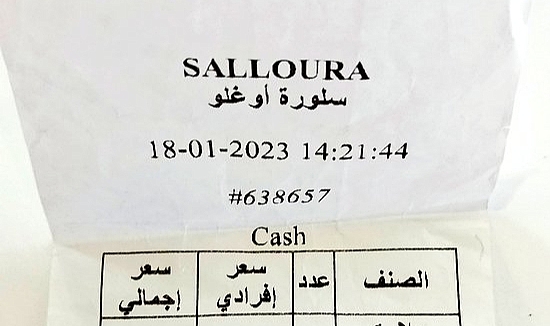 SALLOURA
سلورة أوغلو
18-01-2023 14:21:44
#638657
Cash
الصنف عدد سعر إفرادي سعر إجمالي